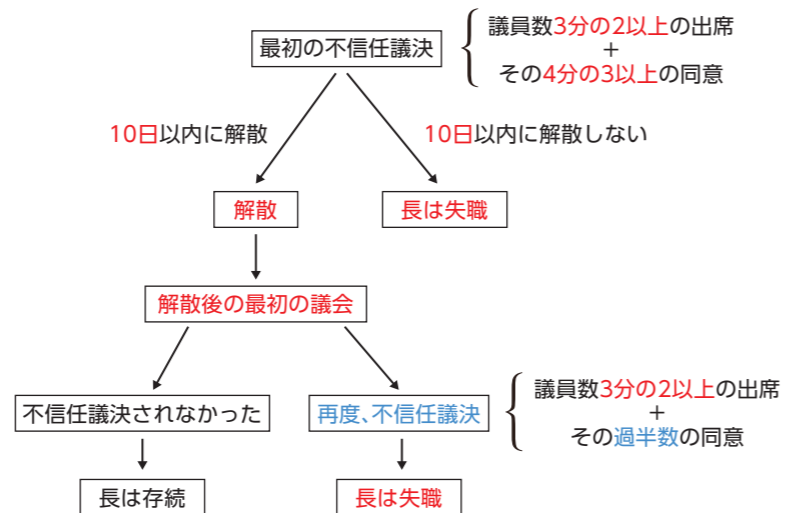 最初の不信任議決
議員数3分の2以上の出席
+
その4分の3以上の同意
10日以内に解散
10日以内に解散しない
解散
長は失職
解散後の最初の議会
不信任議決されなかった
再度、不信任議決
議員数3分の2以上の出席
+
その過半数の同意
長は存続
長は失職